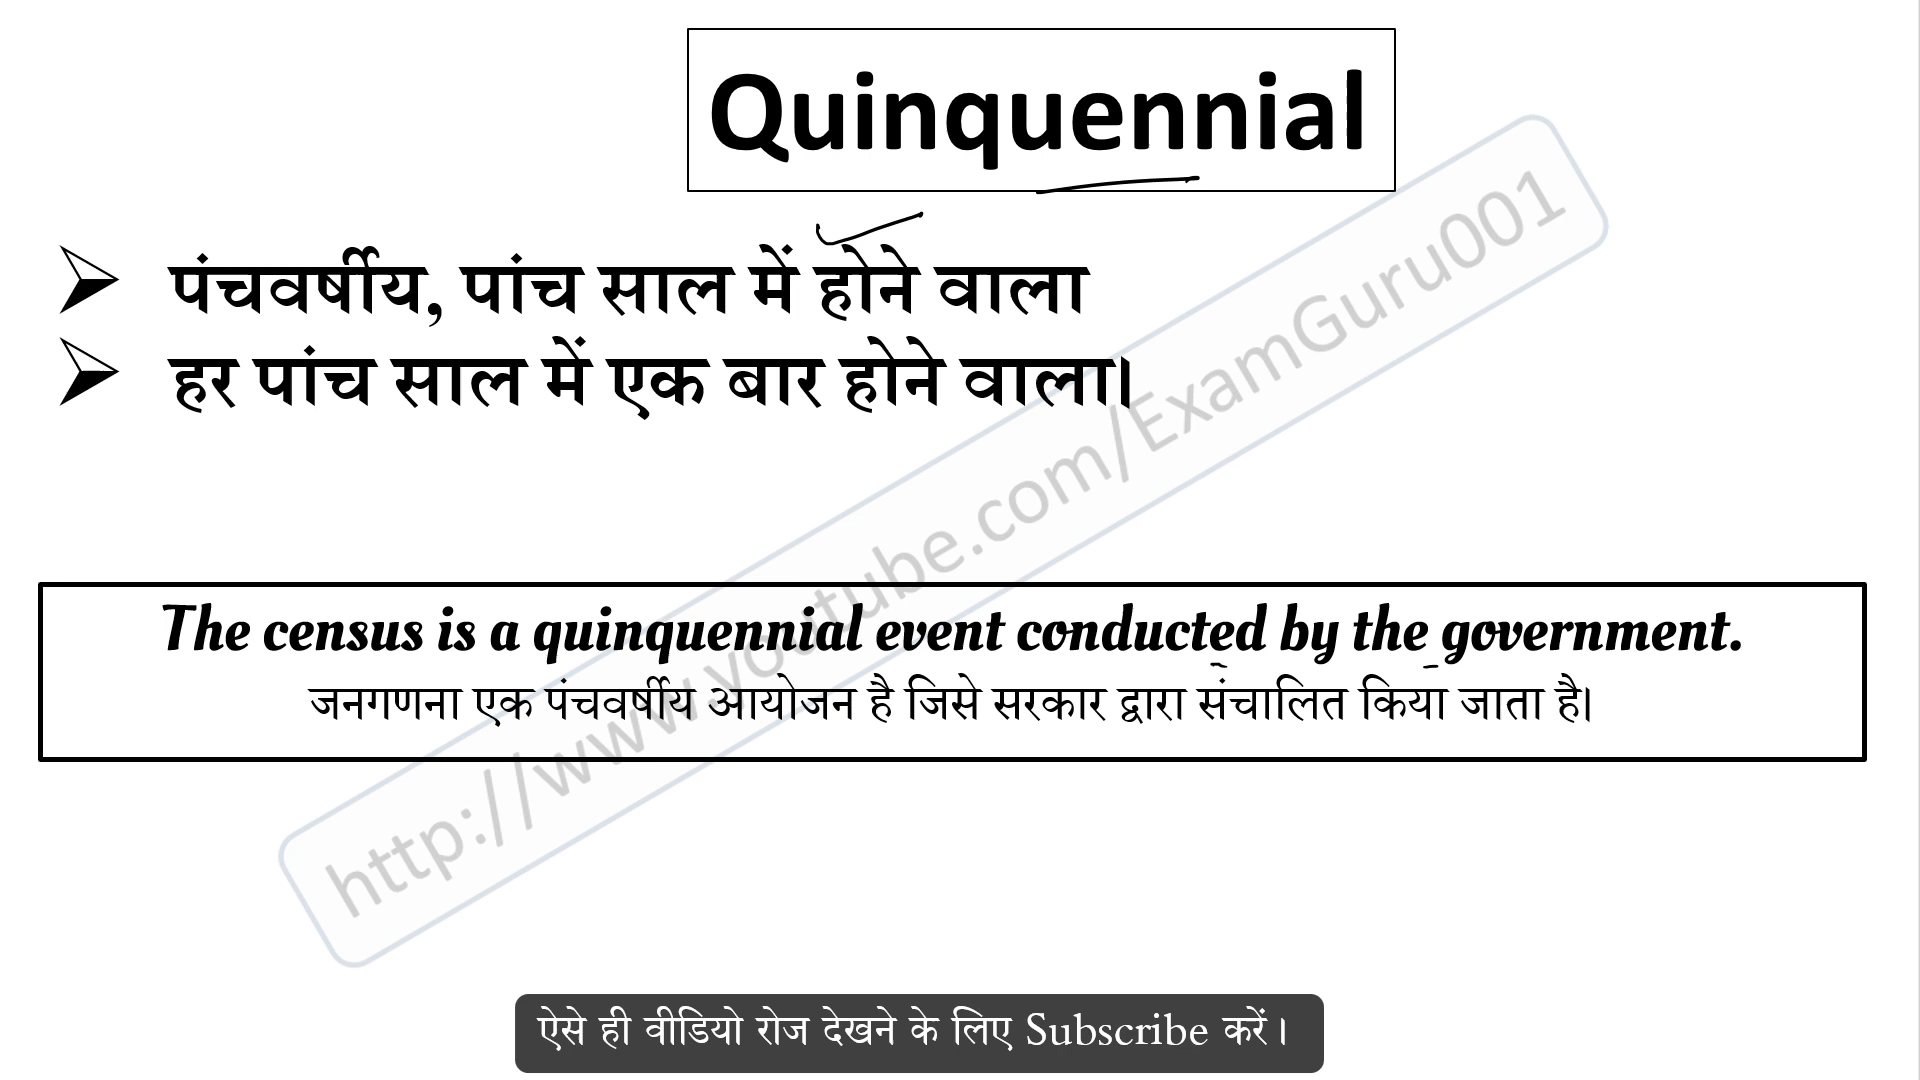 Quinquennial
पंचवर्षीय, पांच साल में होने वाला
हर पांच साल में एक बार होने वाला।
The census is a quinquennial event conducted by the government.
जनगणना एक पंचवर्षीय आयोजन है जिसे सरकार द्वारा संचालित किया जाता है।
http://www.youtube.com/ExamGuru001
ऐसे ही वीडियो रोज देखने के लिए Subscribe करें।